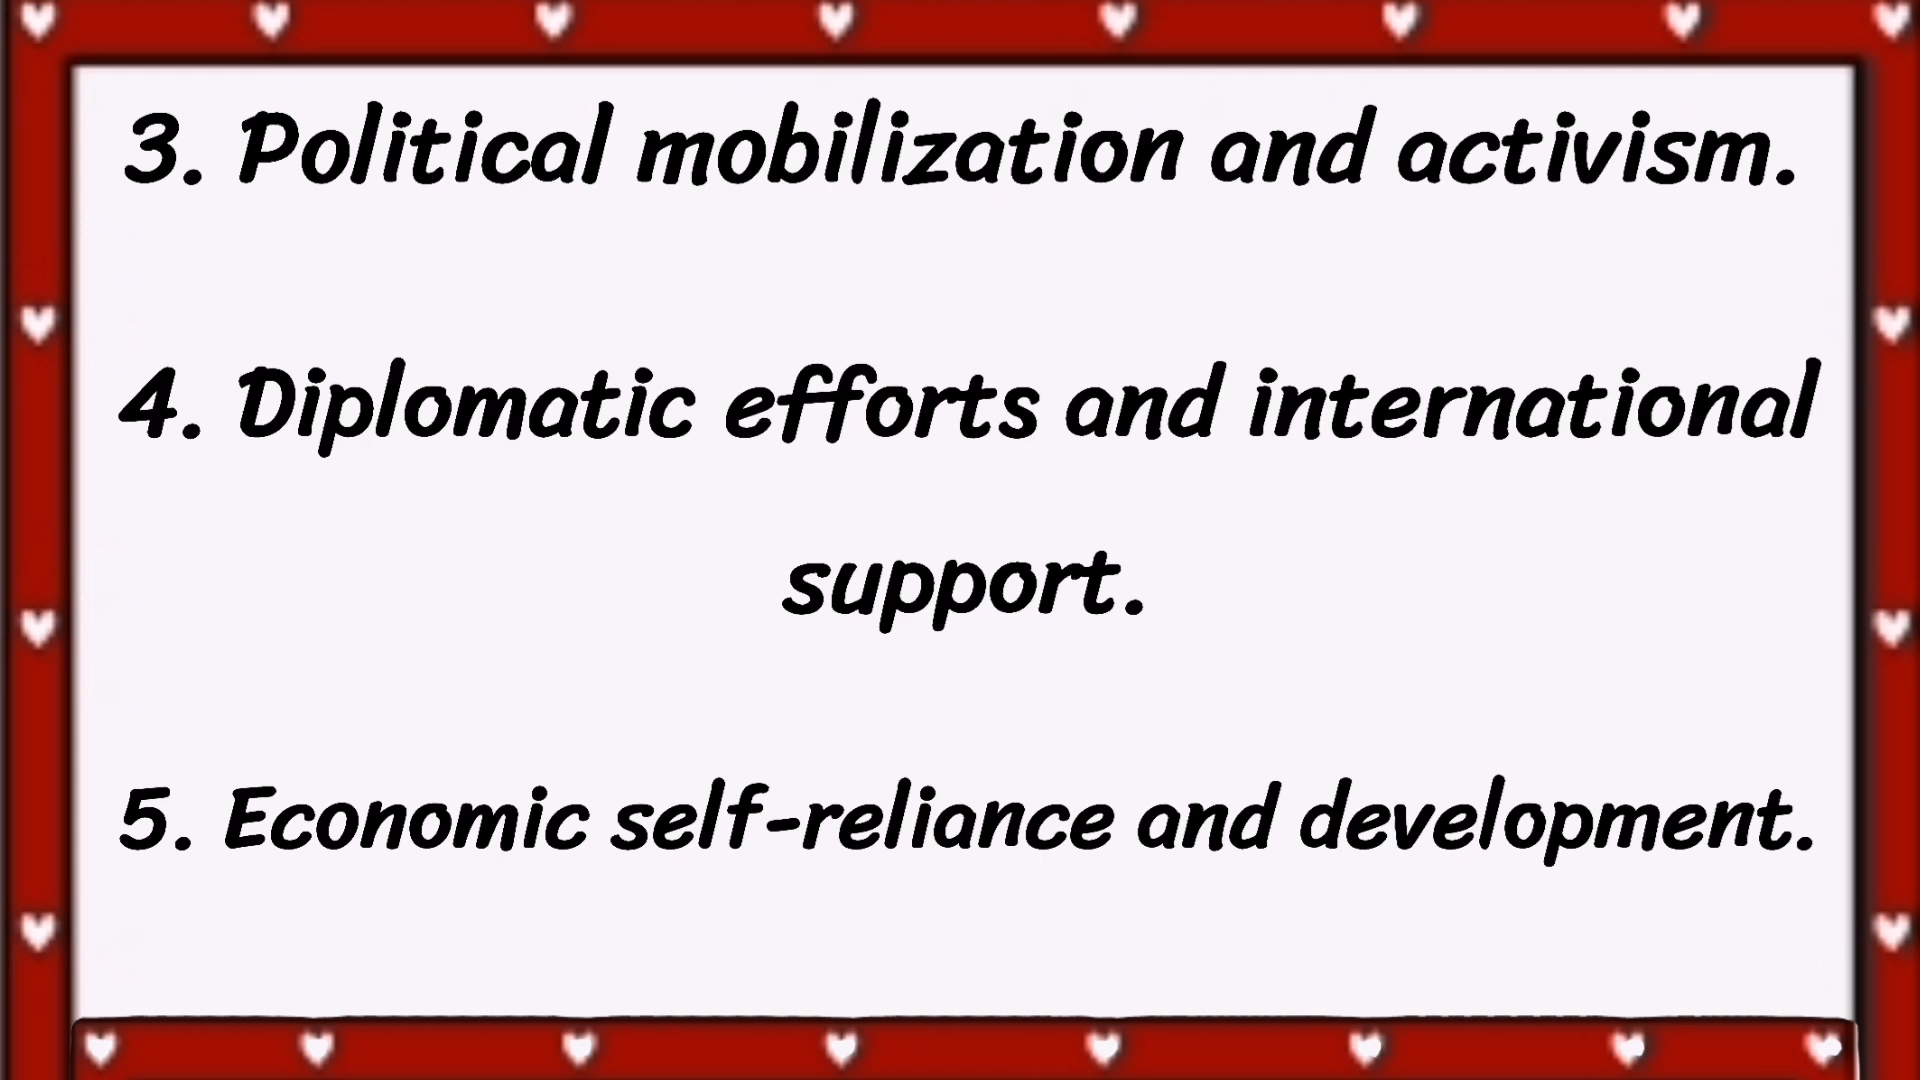 3. Political mobilization and activism.
4. Diplomatic efforts and international
support.
5. Economic self-reliance and development.